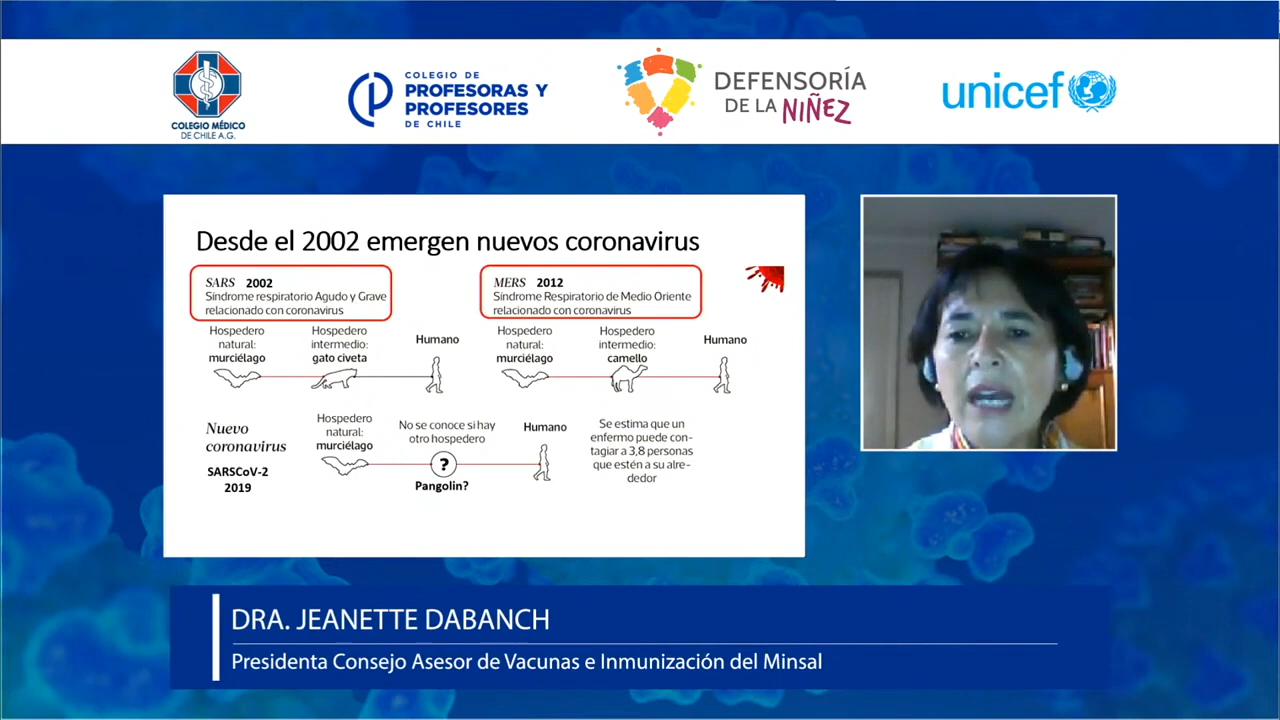 COLEGIO MÉDICO
DE CHILE A.G.
COLEGIO DE
PROFESORAS Y
PROFESORES
DE CHILE
DEFENSORÍA
DE LA NIÑEZ
unicef
Desde el 2002 emergen nuevos coronavirus
SARS 2002
Síndrome respiratorio Agudo y Grave
relacionado con coronavirus
Hospedero
natural:
murciélago
Hospedero
intermedio:
gato civeta
Humano
MERS 2012
Síndrome Respiratorio de Medio Oriente
relacionado con coronavirus
Hospedero
natural:
murciélago
Hospedero
intermedio:
camello
Humano
Nuevo
coronavirus
SARSCoV-2
2019
Hospedero
natural:
murciélago
No se conoce si hay
otro hospedero
?
Pangolin?
Humano
Se estima que un
enfermo puede con-
tagiar a 3,8 personas
que estén a su alre-
dedor
DRA. JEANETTE DABANCH
Presidenta Consejo Asesor de Vacunas e Inmunización del Minsal